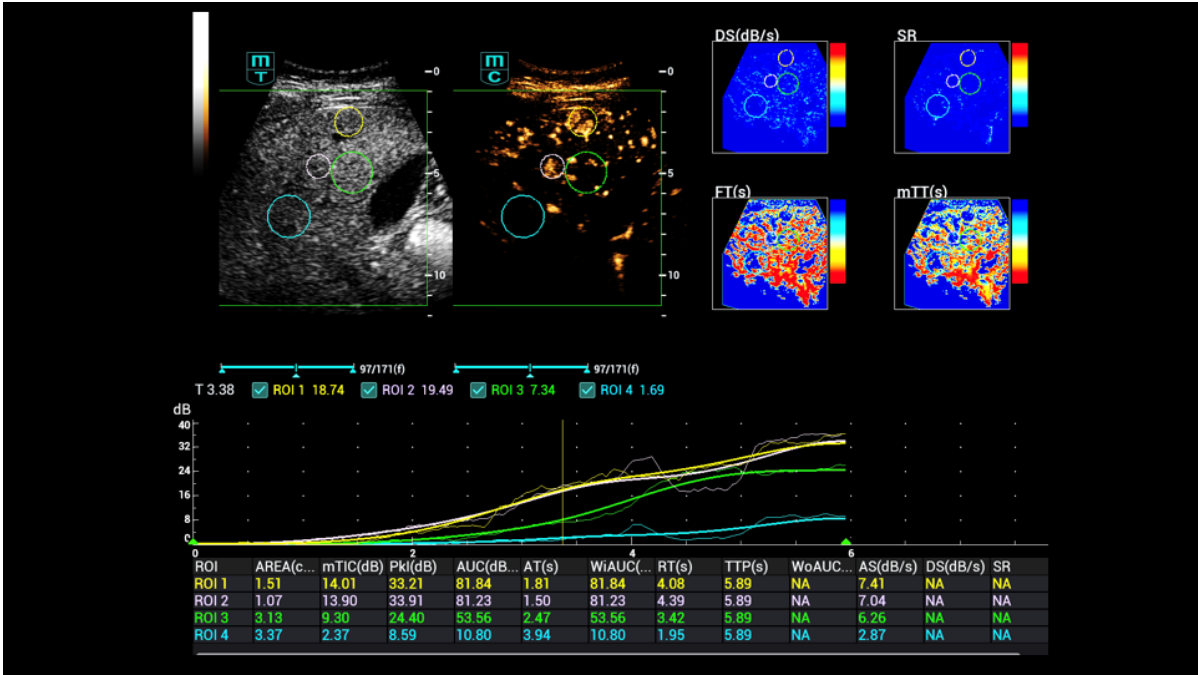 DS(dB/s) SR
m T 0 m C 0
5 5
10 10
FT(s) mTT(s)
97/171(f) 97/171(f)
T 3.38 ROI 1 18.74 ROI 2 19.49 ROI 3 7.34 ROI 4 1.69
dB
40
32
24
16
8
0
0 2 4 6
ROI AREA(c... mTIC(dB) PkI(dB) AUC(dB... AT(s) WiAUC(... RT(s) TTP(s) WoAUC... AS(dB/s) DS(dB/s) SR
ROI 1 1.51 14.01 33.21 81.84 1.81 81.84 4.08 5.89 NA 7.41 NA NA
ROI 2 1.07 13.90 33.91 81.23 1.50 81.23 4.39 5.89 NA 7.04 NA NA
ROI 3 3.13 9.30 24.40 53.56 2.47 53.56 3.42 5.89 NA 6.26 NA NA
ROI 4 3.37 2.37 8.59 10.80 3.94 10.80 1.95 5.89 NA 2.87 NA NA